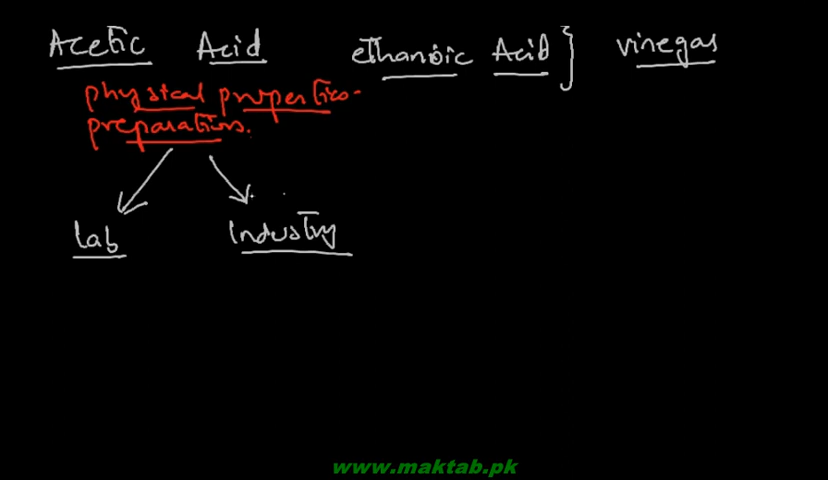 Acetic Acid ethanoic Acid } vinegar
physical properties.
preparations.
lab Industry
www.maktab.pk